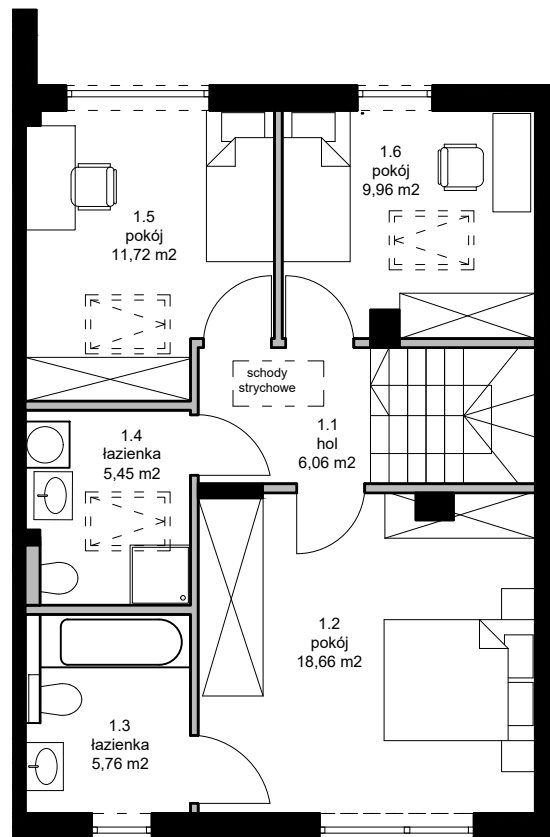 1.6
pokój
9,96 m2
1.5
pokój
11,72 m2
schody
strychowe
1.1
hol
6,06 m2
1.4
łazienka
5,45 m2
1.2
pokój
18,66 m2
1.3
łazienka
5,76 m2